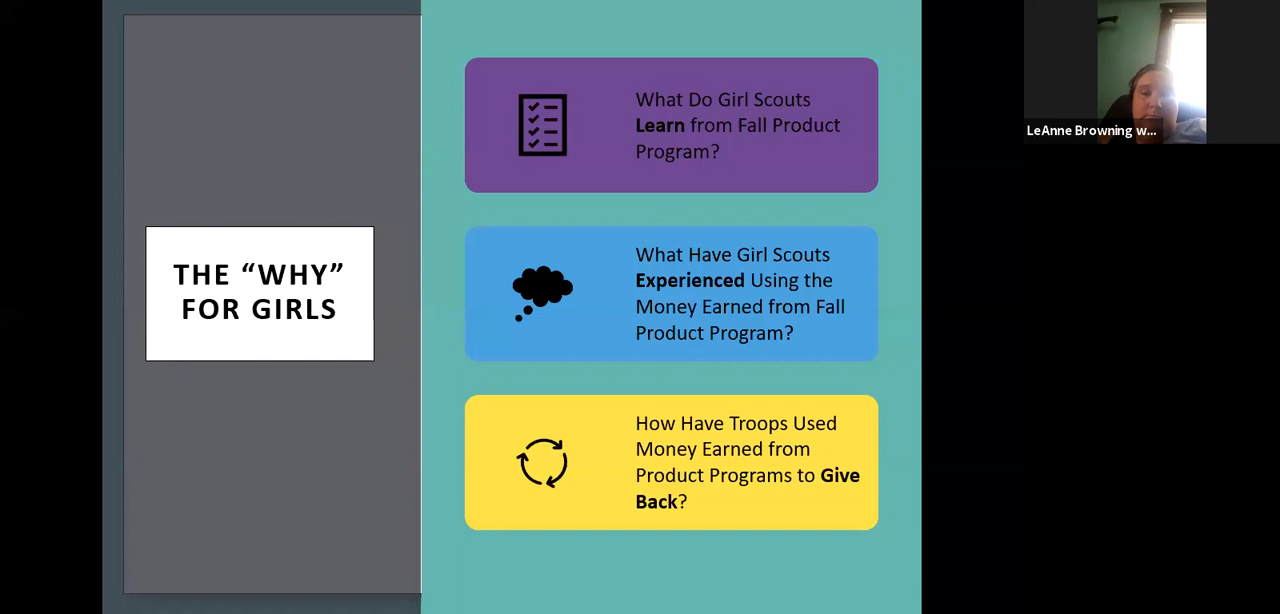 THE “WHY”
FOR GIRLS
What Do Girl Scouts
Learn from Fall Product
Program?
What Have Girl Scouts
Experienced Using the
Money Earned from Fall
Product Program?
How Have Troops Used
Money Earned from
Product Programs to Give
Back?
LeAnne Browning w...